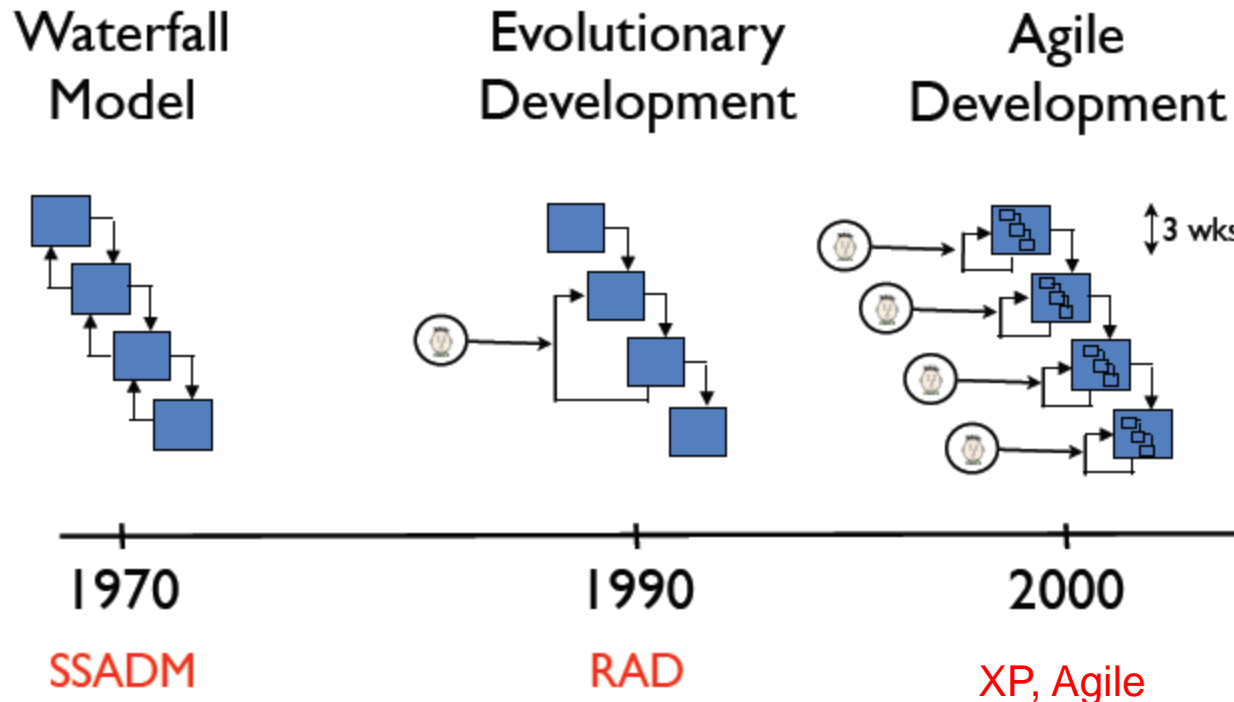 Waterfall
Model
Evolutionary
Development
Agile
Development
3 wks
1970
1990
2000
SSADM
RAD
XP, Agile